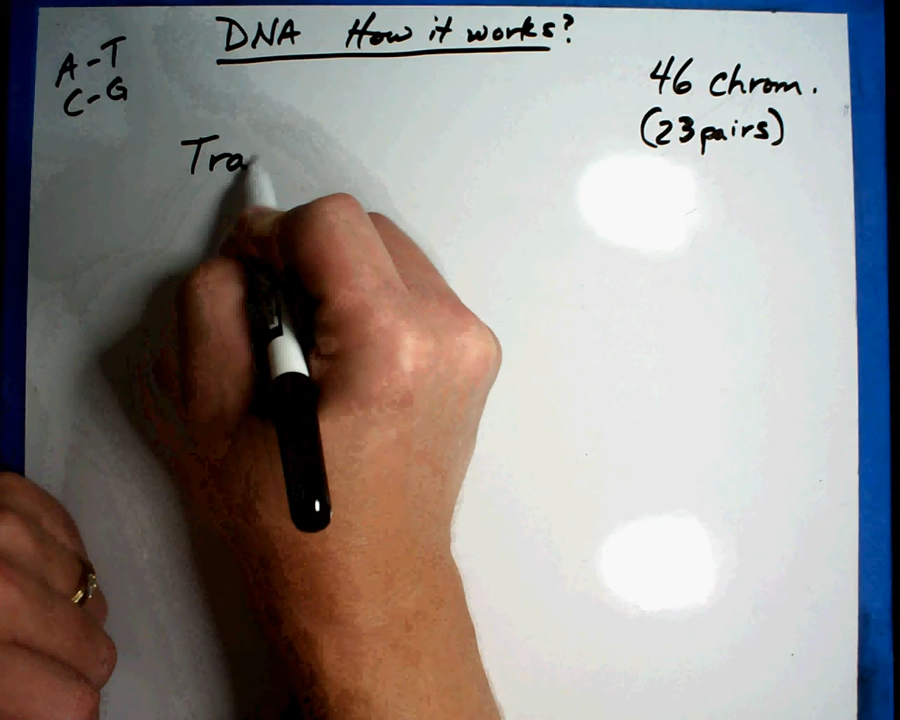 DNA How it works?
A-T
C-G
46 chrom.
(23 pairs)
Tra